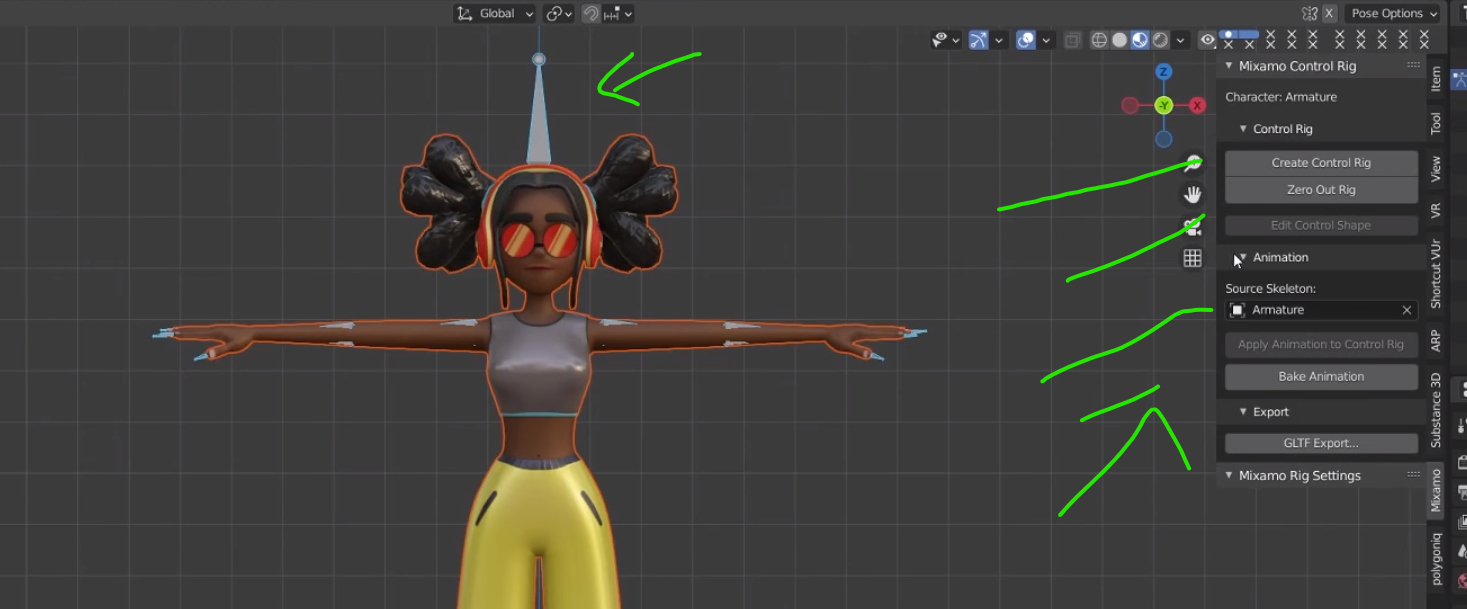 Global
X
Pose Options
Mixamo Control Rig
Character: Armature
Control Rig
Create Control Rig
Zero Out Rig
Edit Control Shape
Animation
Source Skeleton:
Armature
Apply Animation to Control Rig
Bake Animation
Export
GLTF Export...
Mixamo Rig Settings
Z
-Y
X
Item
Tool
View
VR
Shortcut VUr
ARP
Substance 3D
Mixamo
polygoniq